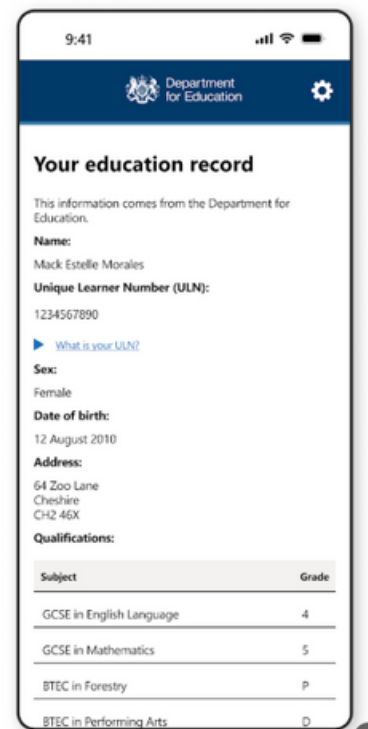 9:41
Department
for Education
Your education record
This information comes from the Department for
Education.
Name:
Mack Estelle Morales
Unique Learner Number (ULN):
1234567890
What is your ULN?
Sex:
Female
Date of birth:
12 August 2010
Address:
64 Zoo Lane
Cheshire
CH2 46X
Qualifications:
Subject Grade
GCSE in English Language 4
GCSE in Mathematics 5
BTEC in Forestry P
BTEC in Performing Arts D